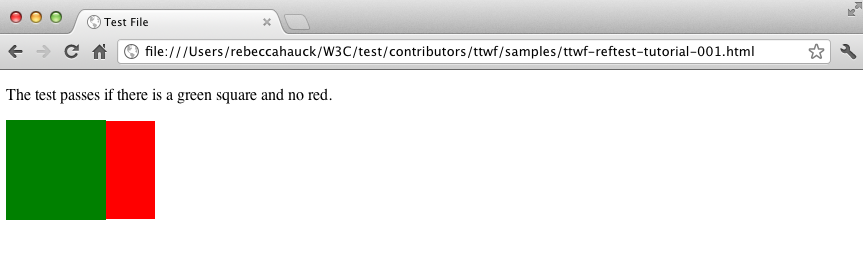 Test File
file:///Users/rebeccahauck/W3C/test/contributors/ttwf/samples/ttwf-reftest-tutorial-001.html
The test passes if there is a green square and no red.